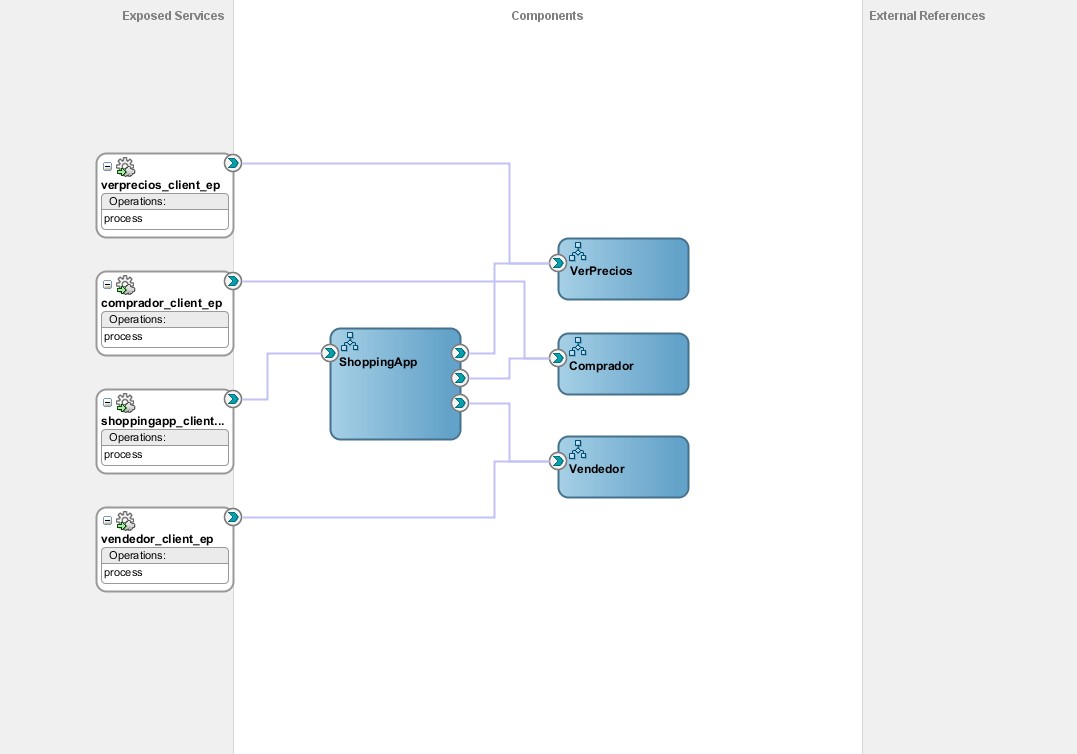 Exposed Services
Components
External References
verprecios_client_ep
Operations:
process
comprador_client_ep
Operations:
process
shoppingapp_client...
Operations:
process
vendedor_client_ep
Operations:
process
ShoppingApp
VerPrecios
Comprador
Vendedor